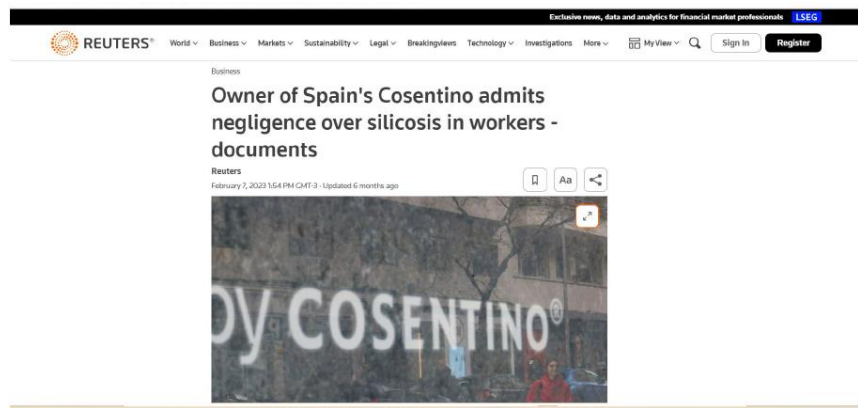 Exclusive news, data and analytics for financial market professionals LSEG
REUTERS®
World Business Markets Sustainability Legal Breakingviews Technology Investigations More My View Sign In Register
Business
Owner of Spain's Cosentino admits
negligence over silicosis in workers -
documents
Reuters
February 7, 2023 1:54 PM GMT-3 · Updated 6 months ago
Aa
by COSENTINO®